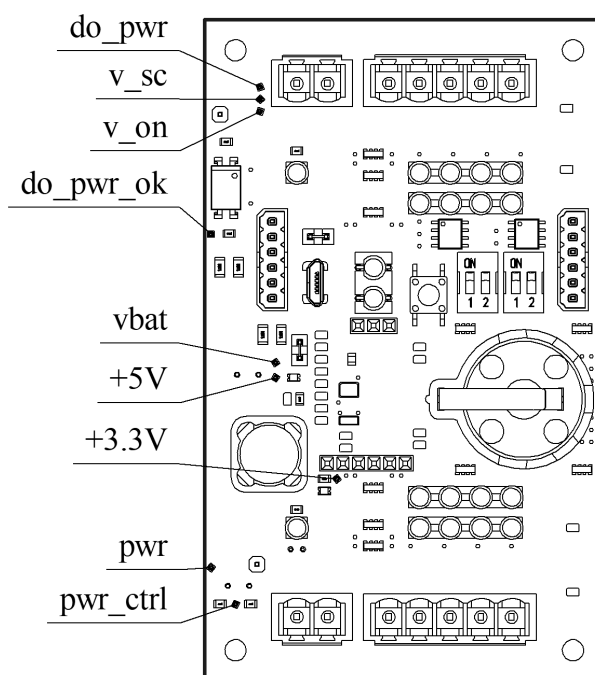 do_pwr
v_sc
v_on
do_pwr_ok
ON
ON
1 2
1 2
vbat
+5V
+3.3V
pwr
pwr_ctrl